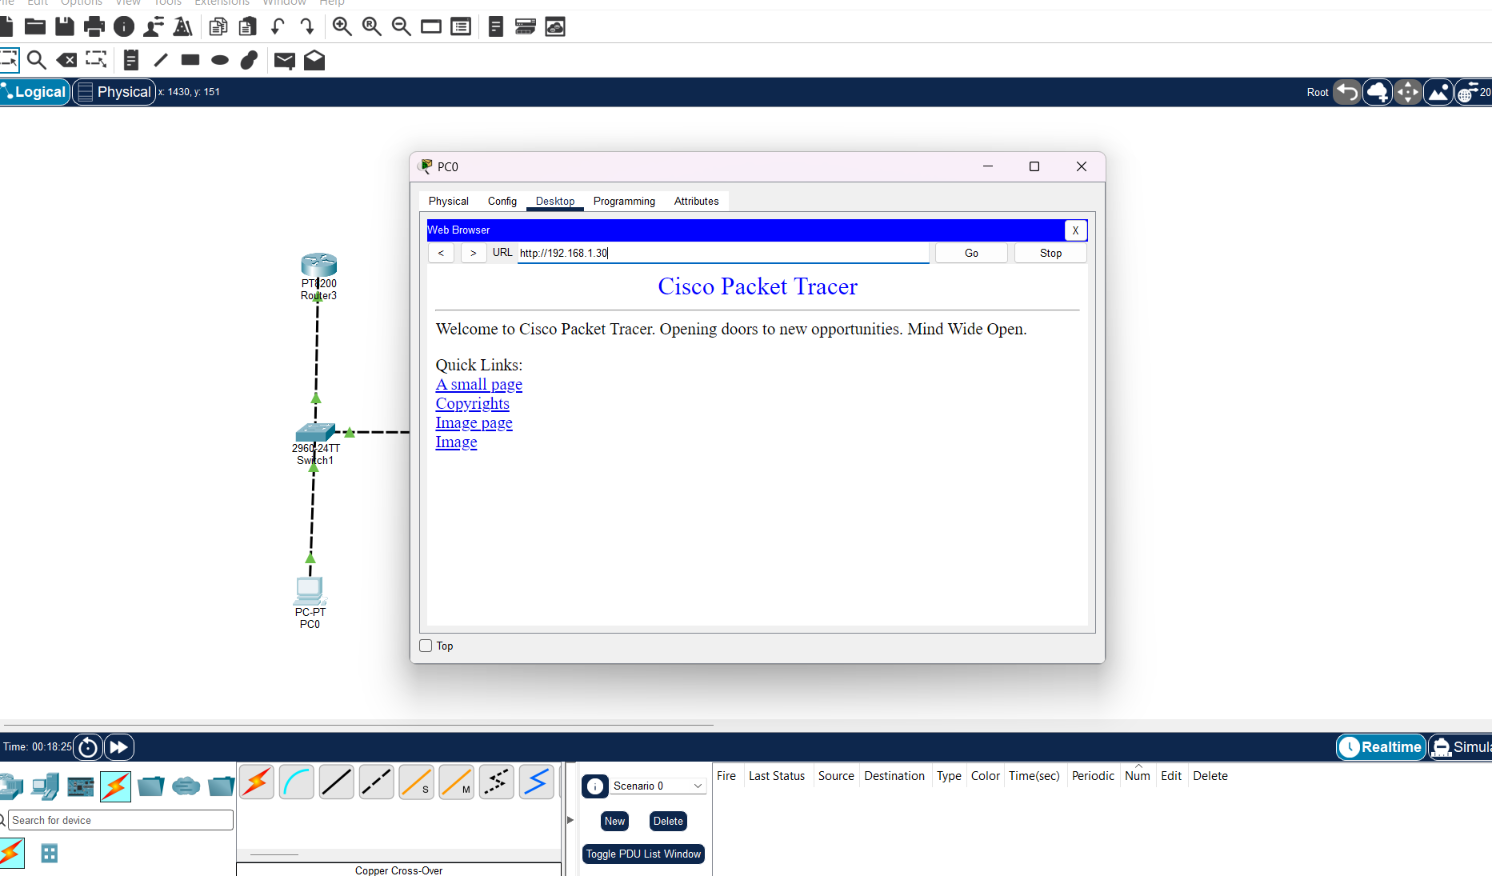 File Edit Options View Tools Extensions Window Help
Logical Physical x: 1430, y: 151 Root
PC0
Physical Config Desktop Programming Attributes
Web Browser X
< > URL http://192.168.1.30 Go Stop
Cisco Packet Tracer
Welcome to Cisco Packet Tracer. Opening doors to new opportunities. Mind Wide Open.
Quick Links:
A small page
Copyrights
Image page
Image
Top
PT8200
Router3
2960-24TT
Switch1
PC-PT
PC0
Time: 00:18:25 Realtime Simula
S M
Search for device
Copper Cross-Over
Scenario 0
New Delete
Toggle PDU List Window
Fire Last Status Source Destination Type Color Time(sec) Periodic Num Edit Delete